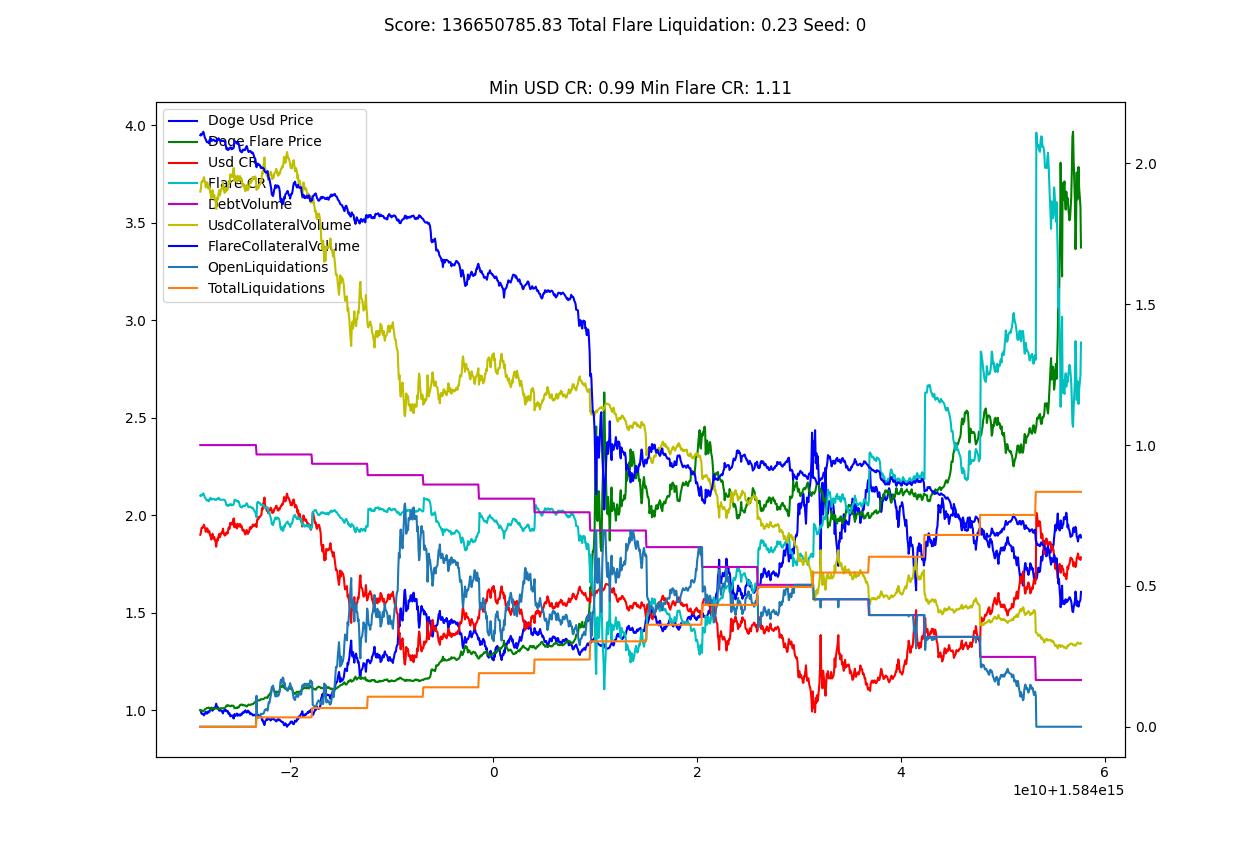 Score: 136650785.83 Total Flare Liquidation: 0.23 Seed: 0
Min USD CR: 0.99 Min Flare CR: 1.11
Doge Usd Price
Doge Flare Price
Usd CR
Flare CR
DebtVolume
UsdCollateralVolume
FlareCollateralVolume
OpenLiquidations
TotalLiquidations
4.0
3.5
3.0
2.5
2.0
1.5
1.0
2.0
1.5
1.0
0.5
0.0
−2
0
2
4
6
1e10+1.584e15